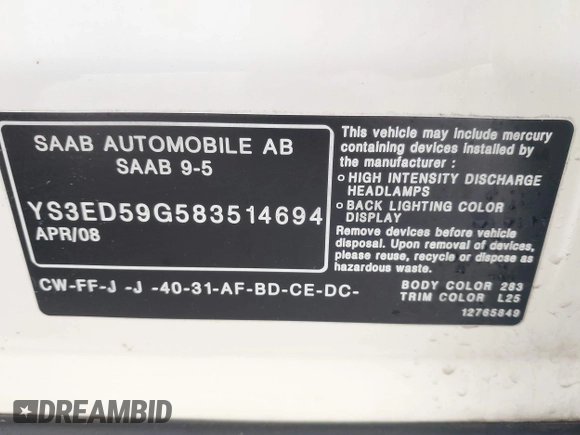 SAAB AUTOMOBILE AB
SAAB 9-5
YS3ED59G583514694
APR/08
CW-FF-J -J -40-31-AF-BD-CE-DC-
This vehicle may include mercury
containing devices if installed by
the manufacturer :
○ HIGH INTENSITY DISCHARGE
HEADLAMPS
○ BACK LIGHTING COLOR
DISPLAY
Remove devices before vehicle
disposal. Upon removal of devices,
please reuse, recycle or dispose as
hazardous waste.
BODY COLOR 283
TRIM COLOR L25
12765849
DREAMBID